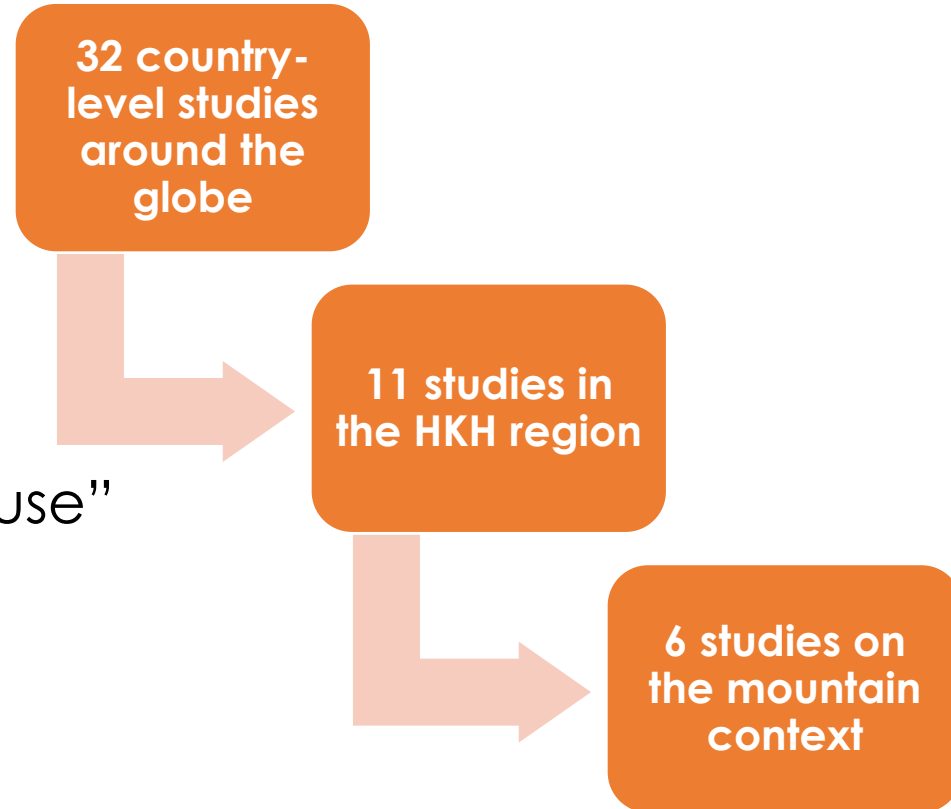 32 country-
level studies
around the
globe
11 studies in
the HKH region
use”
6 studies on
the mountain
context